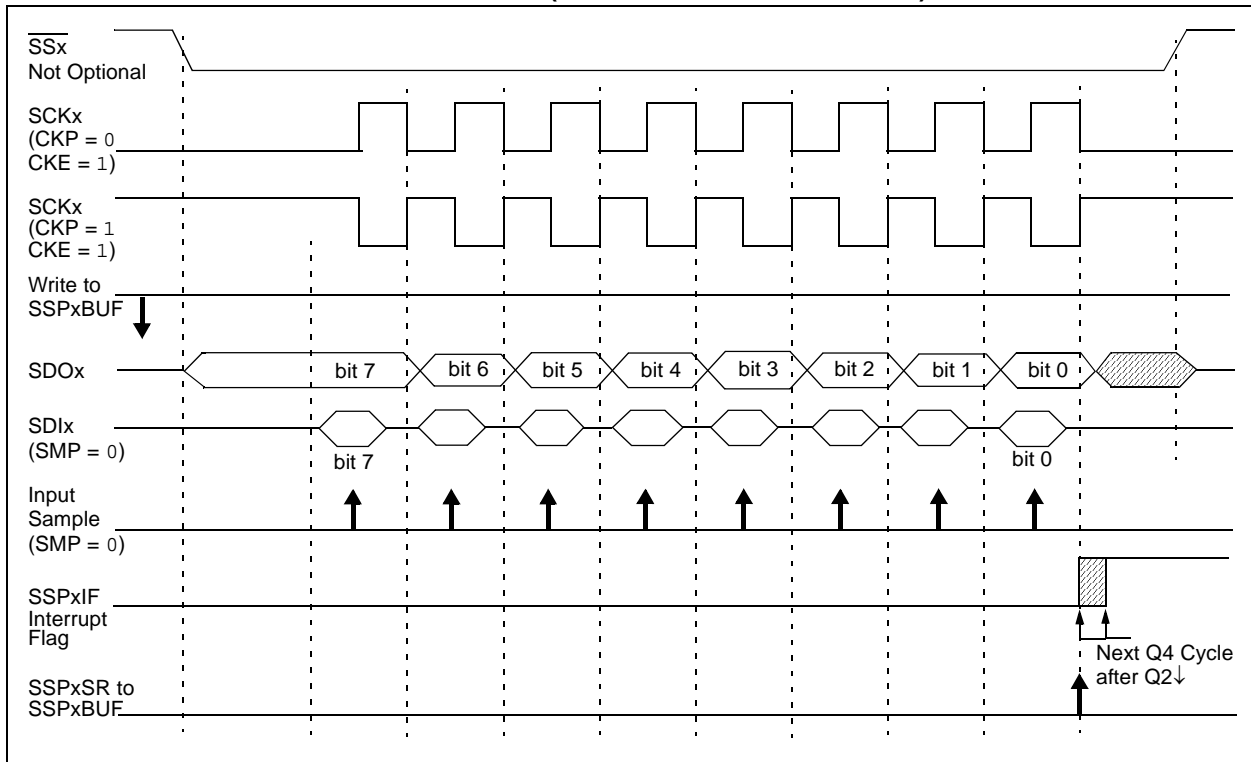 SSx
Not Optional
SCKx
(CKP = 0
CKE = 1)
SCKx
(CKP = 1
CKE = 1)
Write to
SSPxBUF
SDOx
bit 7 bit 6 bit 5 bit 4 bit 3 bit 2 bit 1 bit 0
SDIx
(SMP = 0)
bit 7 bit 0
Input
Sample
(SMP = 0)
SSPxIF
Interrupt
Flag
Next Q4 Cycle
after Q2↓
SSPxSR to
SSPxBUF